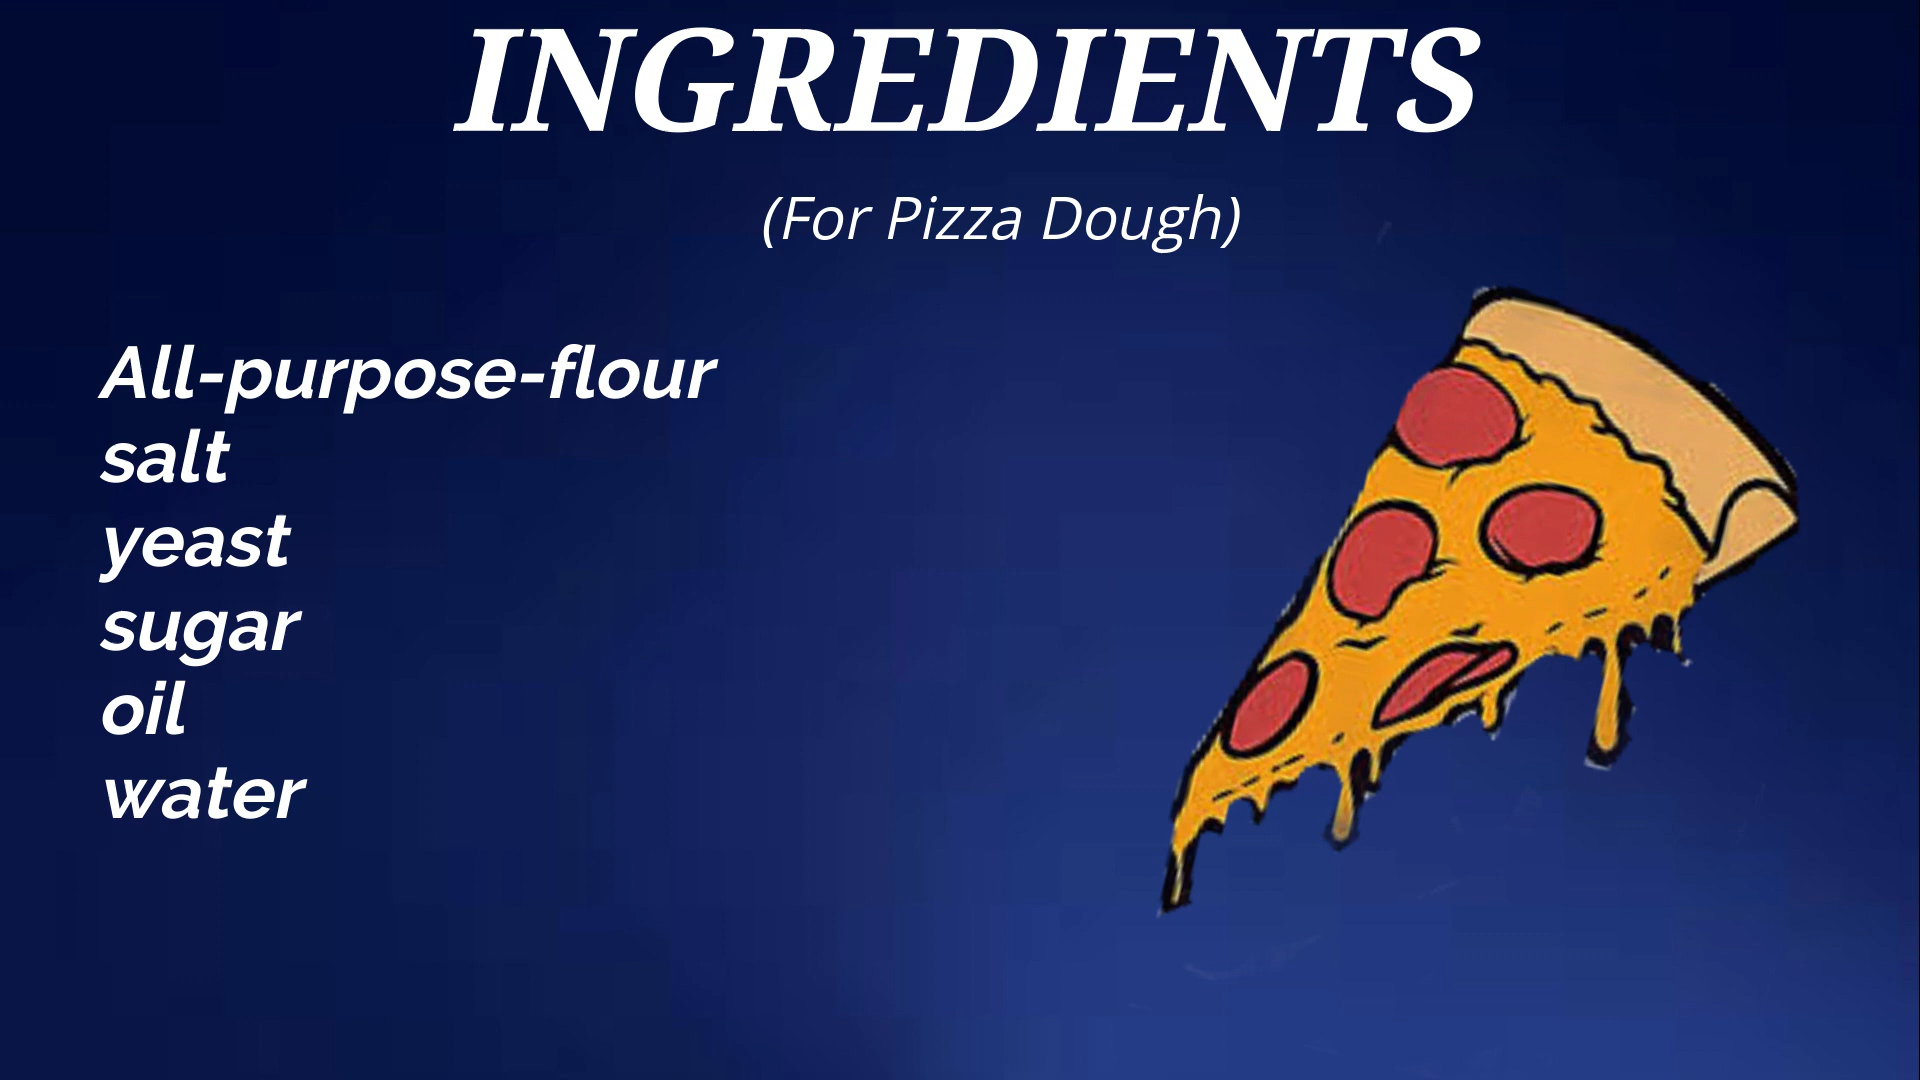 INGREDIENTS
(For Pizza Dough)
All-purpose-flour
salt
yeast
sugar
oil
water